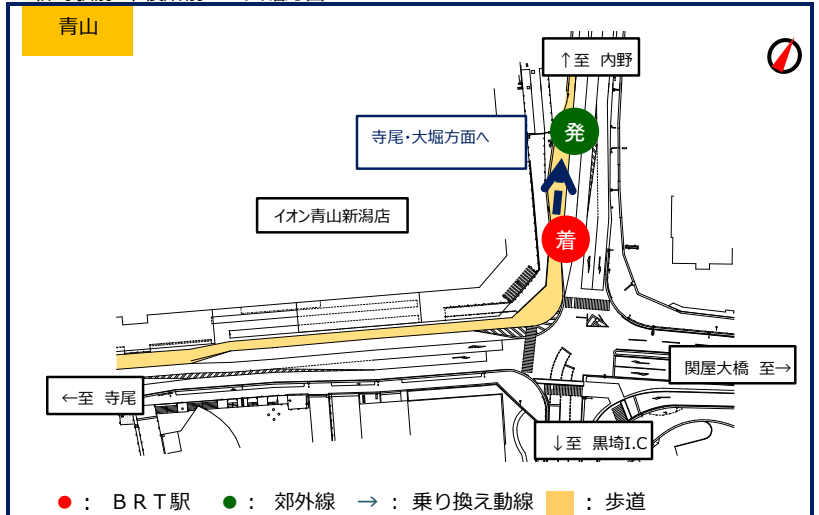 青山
↑至 内野
発
寺尾・大堀方面へ
イオン青山新潟店
着
関屋大橋 至→
←至 寺尾
↓至 黒埼I.C
●： ＢＲＴ駅 ●： 郊外線 →：乗り換え動線 ：歩道